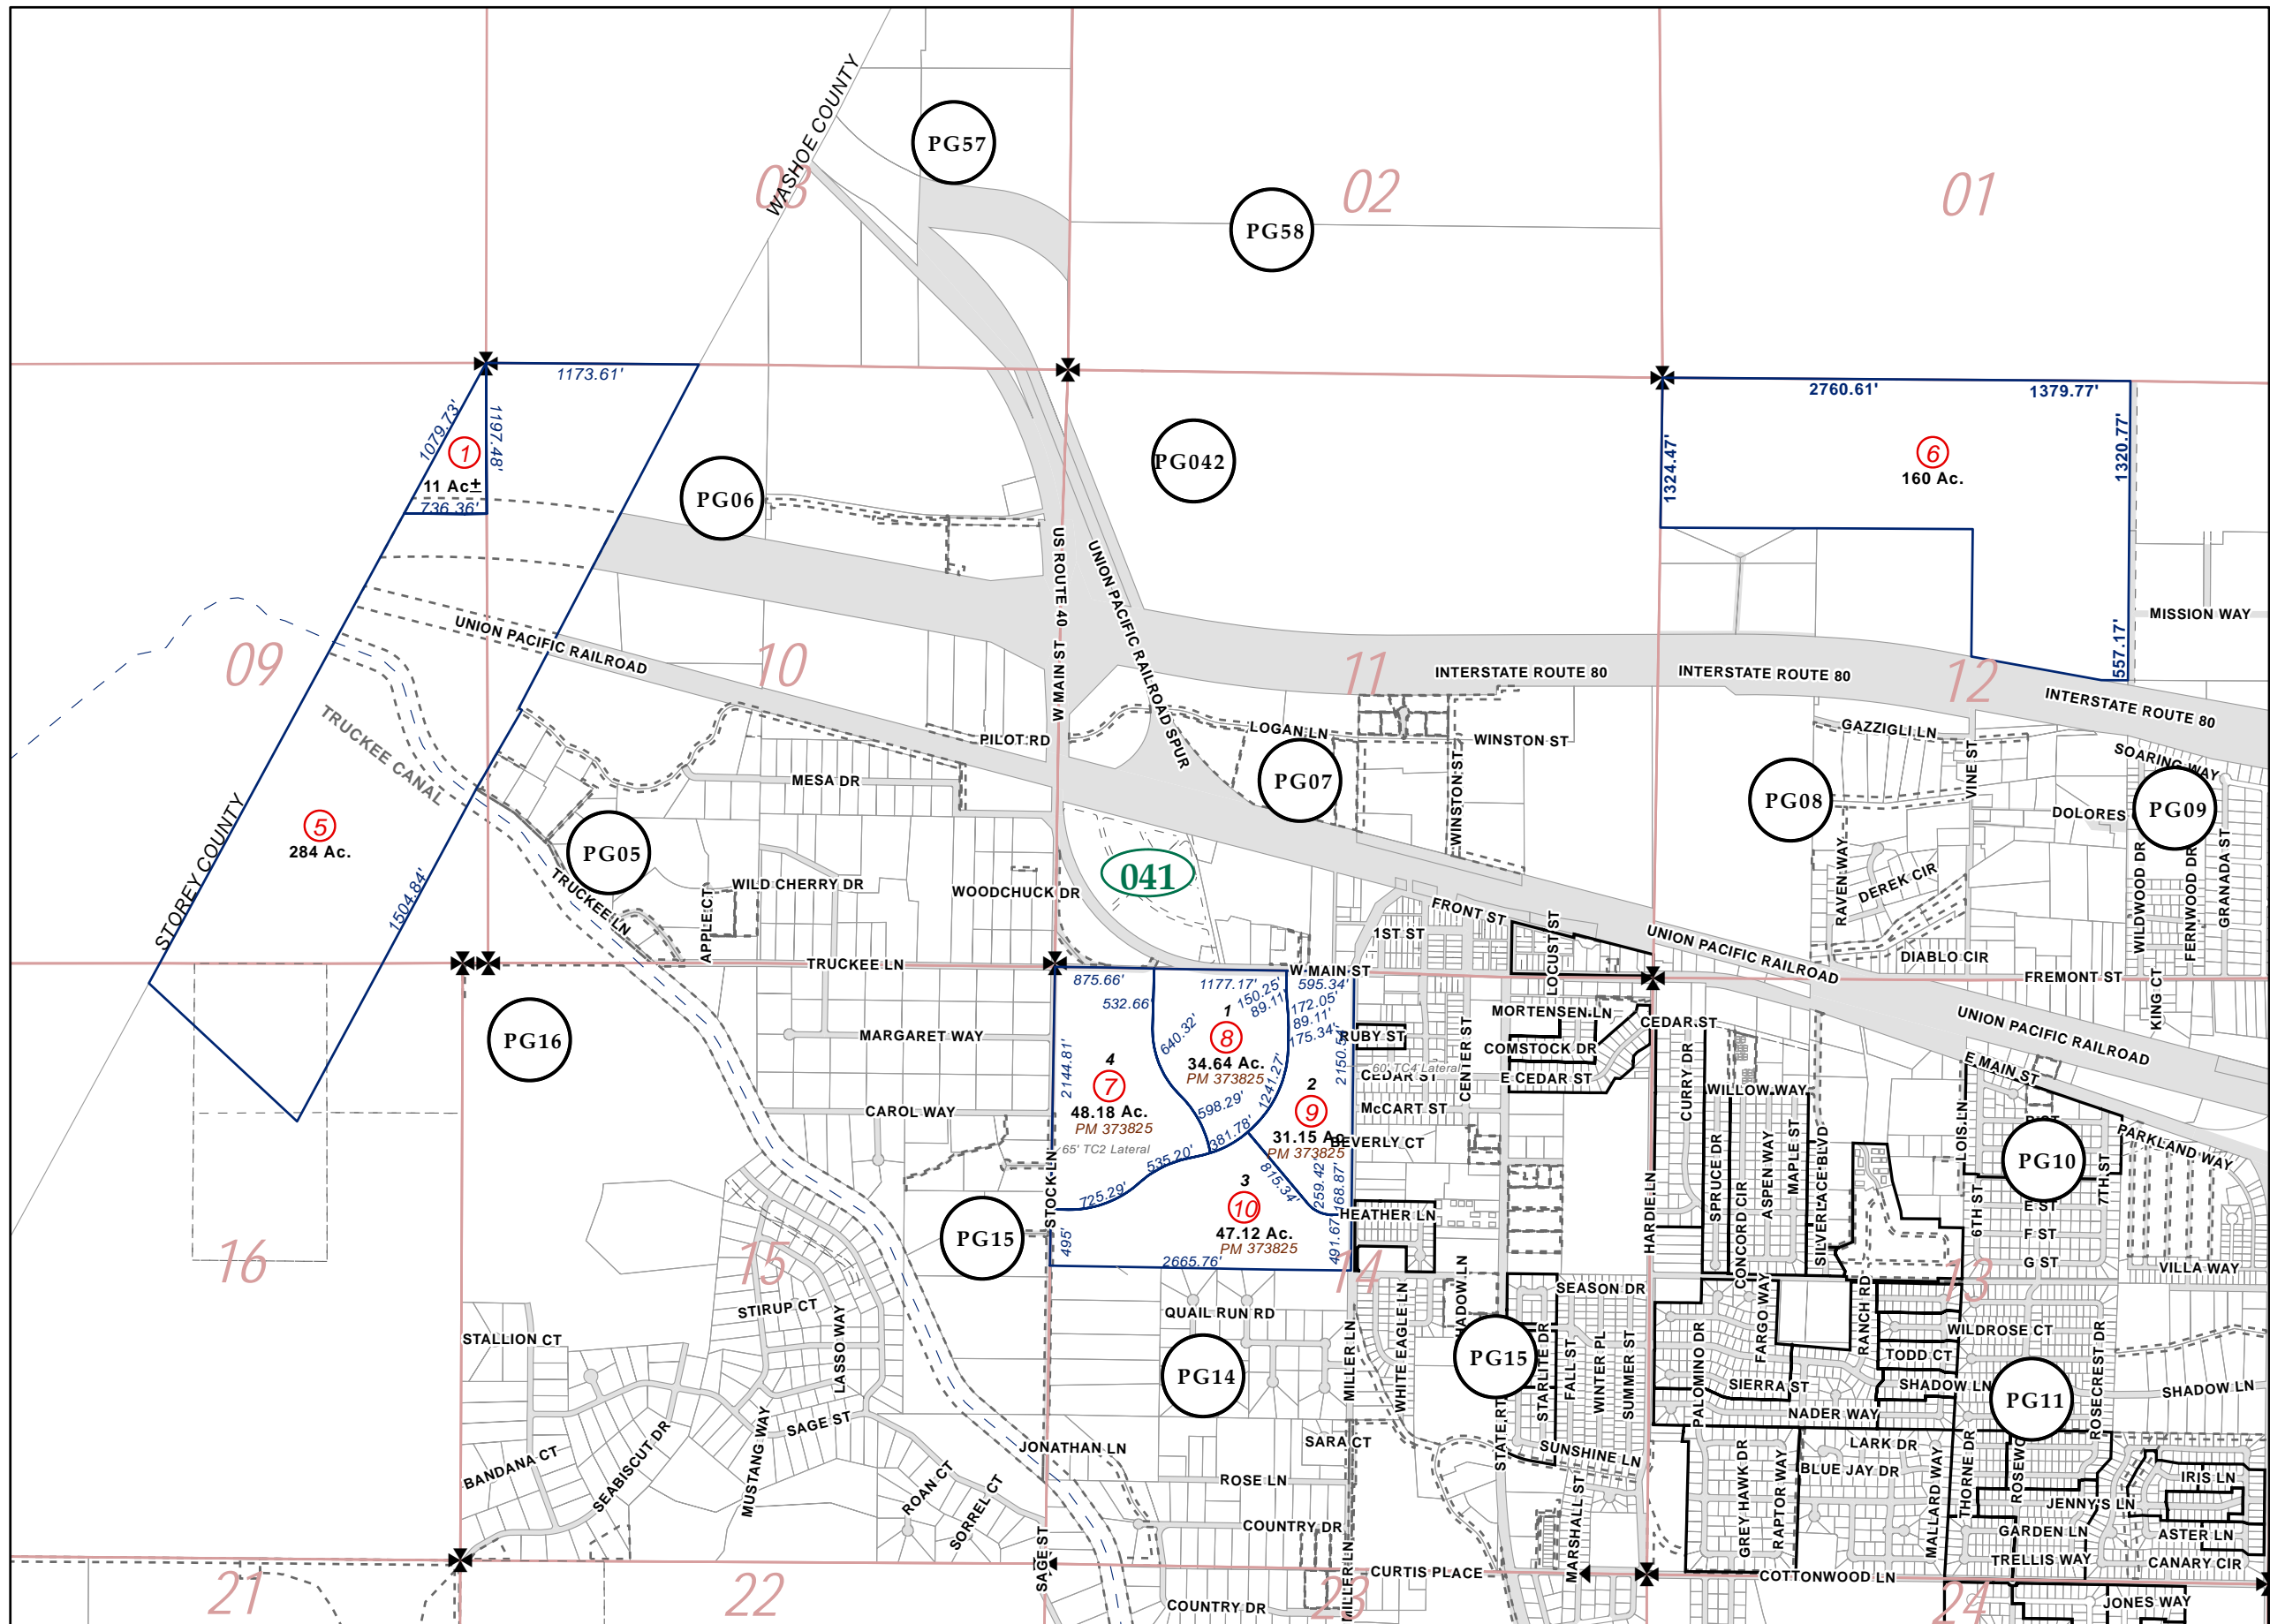 WASHOE COUNTY
PG57
03
02
01
PG58
1173.61'
2760.61'
1379.77'
1079.73'
1197.48'
1
11 Ac±
736.36'
PG06
PG042
1324.47'
6
160 Ac.
1320.77'
US ROUTE 40
W MAIN ST
UNION PACIFIC RAILROAD SPUR
MISSION WAY
557.17'
09
UNION PACIFIC RAILROAD
10
11
INTERSTATE ROUTE 80
INTERSTATE ROUTE 80
12
INTERSTATE ROUTE 80
TRUCKEE CANAL
PILOT RD
LOGAN LN
WINSTON ST
WINSTON ST
GAZZIGLI LN
VINE ST
SOARING WAY
MESA DR
PG07
PG08
PG09
DOLORES
5
284 Ac.
STOREY COUNTY
1504.84'
PG05
TRUCKEE LN
APPLE CT
WILD CHERRY DR
WOODCHUCK DR
041
FRONT ST
1ST ST
LOCUST ST
UNION PACIFIC RAILROAD
RAVEN WAY
DEREK CIR
DIABLO CIR
WILDWOOD DR
FERNWOOD DR
GRANADA ST
TRUCKEE LN
W MAIN ST
FREMONT ST
KING CT
875.66'
532.66'
1177.17'
595.34'
150.25'
89.11'
172.05'
89.11'
175.34'
PG16
MARGARET WAY
640.32'
1
8
34.64 Ac.
PM 373825
2144.81'
4
7
48.18 Ac.
PM 373825
1241.27'
2150.54'
2
9
31.15 Ac
PM 373825
RUBY ST
60' TC4 Lateral
CEDAR ST
CENTER ST
MORTENSEN LN
COMSTOCK DR
E CEDAR ST
CEDAR ST
CURRY DR
WILLOW WAY
UNION PACIFIC RAILROAD
E MAIN ST
CAROL WAY
McCART ST
BEVERLY CT
65' TC2 Lateral
598.29'
381.78'
535.20'
725.29'
815.34'
259.42'
168.87'
STOCK LN
495'
3
10
47.12 Ac.
PM 373825
491.67'
2665.76'
HEATHER LN
HARDIE LN
SPRUCE DR
CONCORD CIR
ASPEN WAY
MAPLE ST
SILVERLACE BLVD
LOIS LN
PG10
PARKLAND WAY
7TH ST
6TH ST
E ST
F ST
G ST
VILLA WAY
PG15
16
15
14
13
STIRUP CT
LASSO WAY
QUAIL RUN RD
SEASON DR
STALLION CT
PG14
MILLER LN
WHITE EAGLE LN
PG15
STARLITE DR
FALL ST
WINTER PL
SUMMER ST
PALOMINO DR
FARGO WAY
RANCH RD
WILDROSE CT
TODD CT
SIERRA ST
SHADOW LN
PG11
ROSECREST DR
SHADOW LN
NADER WAY
SAGE ST
MUSTANG WAY
SEABISCUT DR
BANDANA CT
JONATHAN LN
SARA CT
SUNSHINE LN
LARK DR
BLUE JAY DR
GREY HAWK DR
RAPTOR WAY
MALLARD WAY
THORNE DR
IRIS LN
JENNY'S LN
ROAN CT
SORREL CT
ROSE LN
COUNTRY DR
MARSHALL ST
GARDEN LN
ASTER LN
TRELLIS WAY
CANARY CIR
SAGE ST
CURTIS PLACE
COTTONWOOD LN
21
22
23
24
COUNTRY DR
MILLER LN
JONES WAY